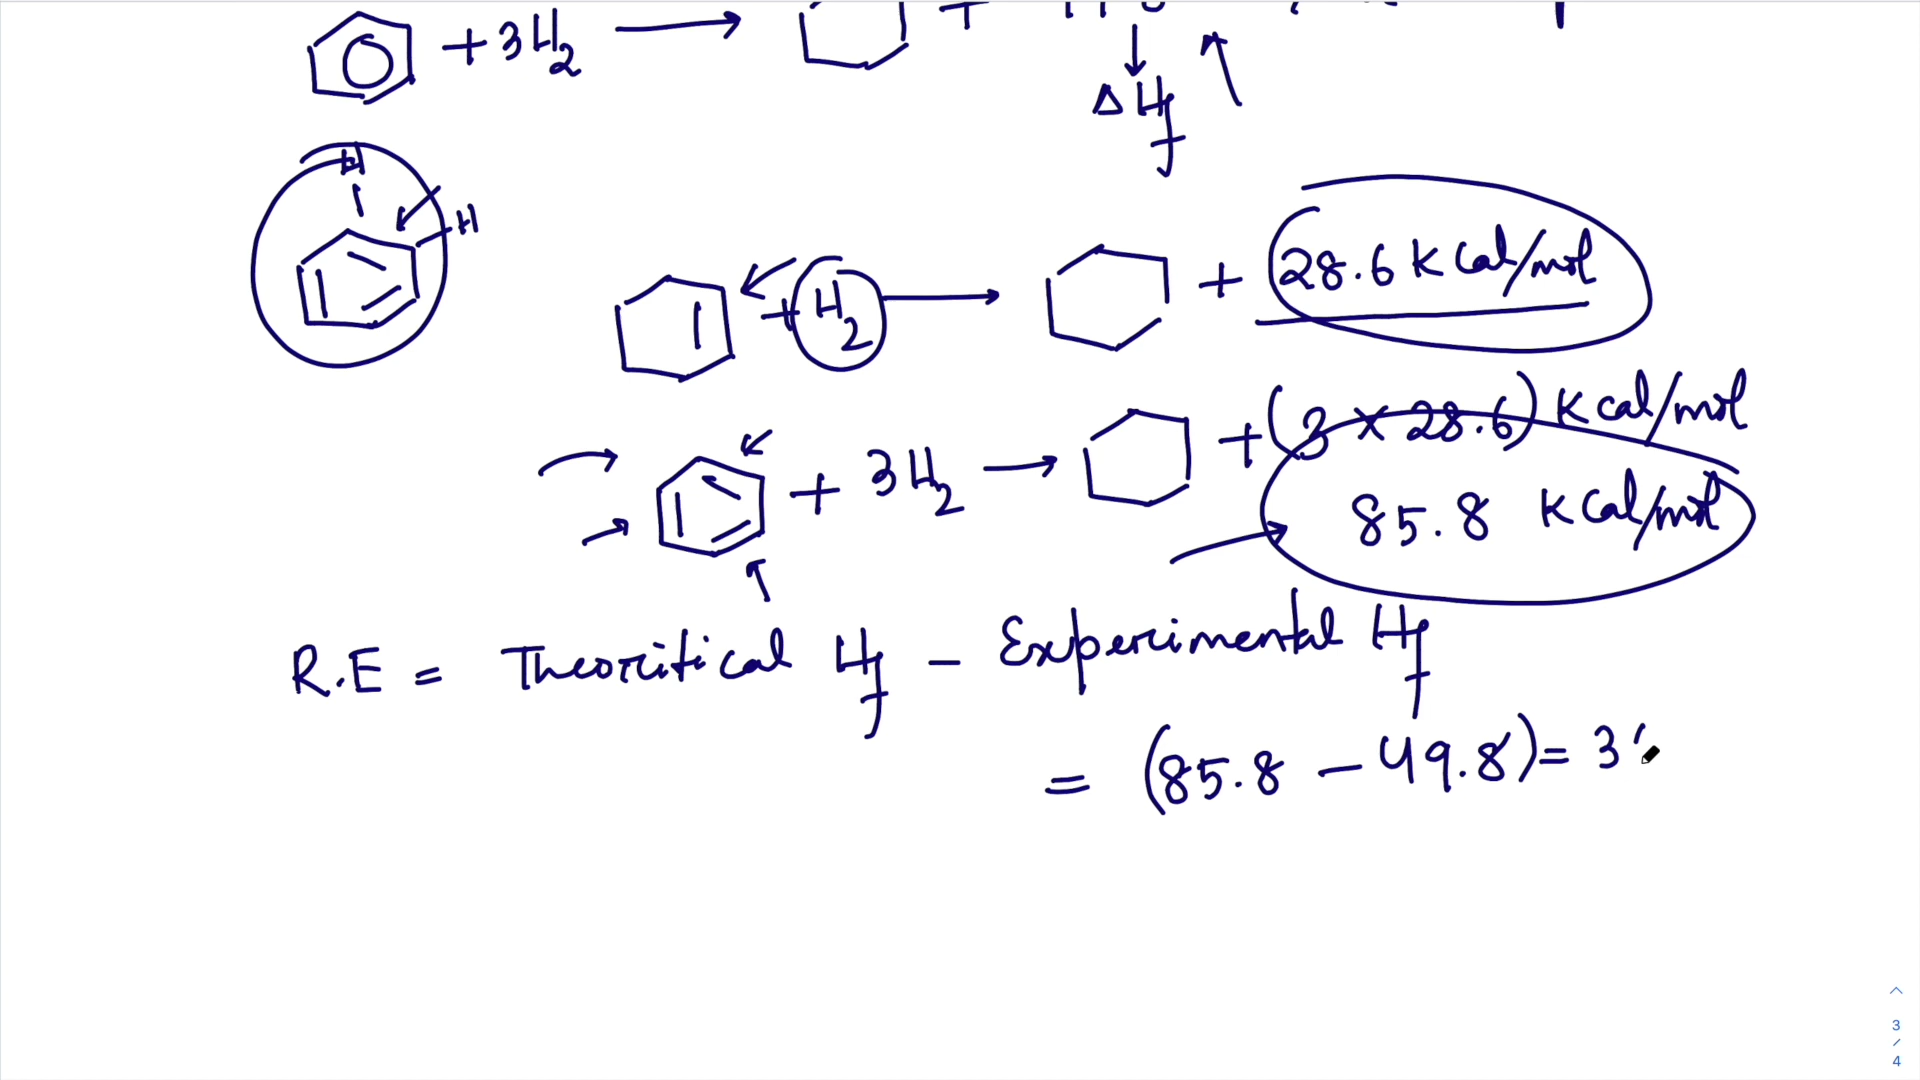 + 3H2
ΔHf
H
H
+ H2 + 28.6 K Cal/mol
+ 3H2 + (3 x 28.6) K Cal/mol
85.8 K Cal/mol
R.E = Theoritical Hf - Experimental Hf
= (85.8 - 49.8) = 3
3
/
4